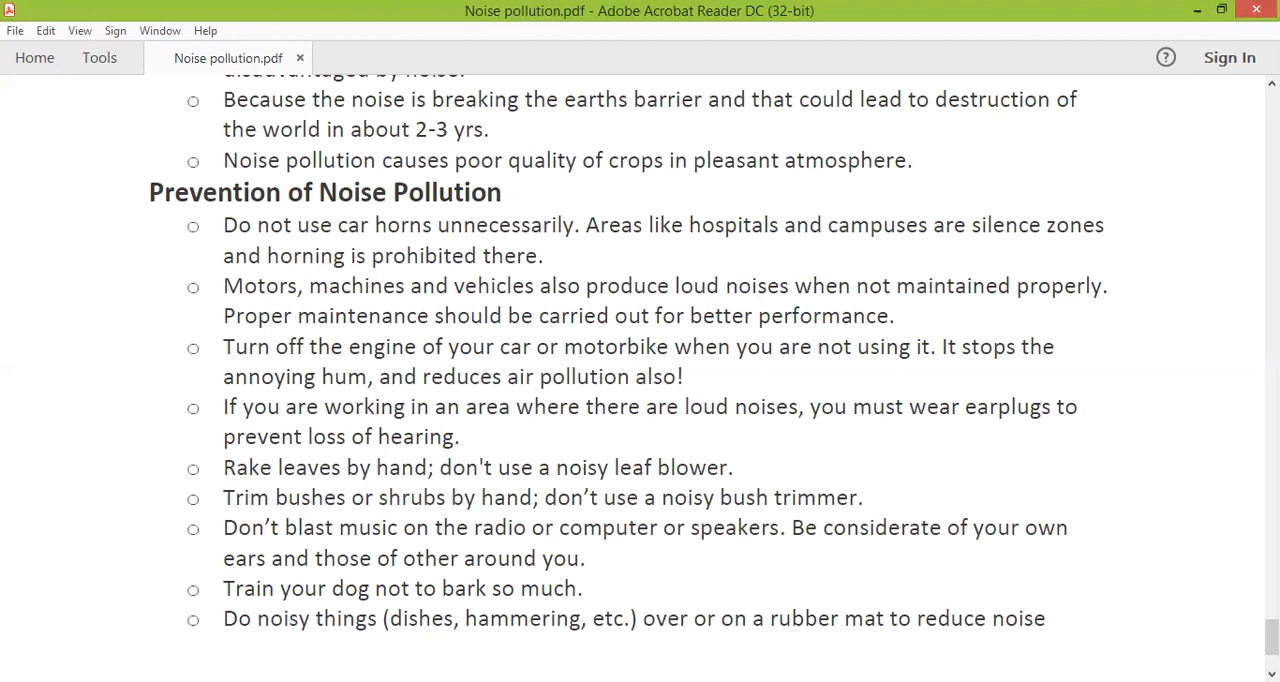 Noise pollution.pdf - Adobe Acrobat Reader DC (32-bit)
File Edit View Sign Window Help
Home Tools Noise pollution.pdf × ? Sign In
disadvantaged by noise.
○ Because the noise is breaking the earths barrier and that could lead to destruction of
the world in about 2-3 yrs.
○ Noise pollution causes poor quality of crops in pleasant atmosphere.
Prevention of Noise Pollution
○ Do not use car horns unnecessarily. Areas like hospitals and campuses are silence zones
and horning is prohibited there.
○ Motors, machines and vehicles also produce loud noises when not maintained properly.
Proper maintenance should be carried out for better performance.
○ Turn off the engine of your car or motorbike when you are not using it. It stops the
annoying hum, and reduces air pollution also!
○ If you are working in an area where there are loud noises, you must wear earplugs to
prevent loss of hearing.
○ Rake leaves by hand; don't use a noisy leaf blower.
○ Trim bushes or shrubs by hand; don’t use a noisy bush trimmer.
○ Don’t blast music on the radio or computer or speakers. Be considerate of your own
ears and those of other around you.
○ Train your dog not to bark so much.
○ Do noisy things (dishes, hammering, etc.) over or on a rubber mat to reduce noise